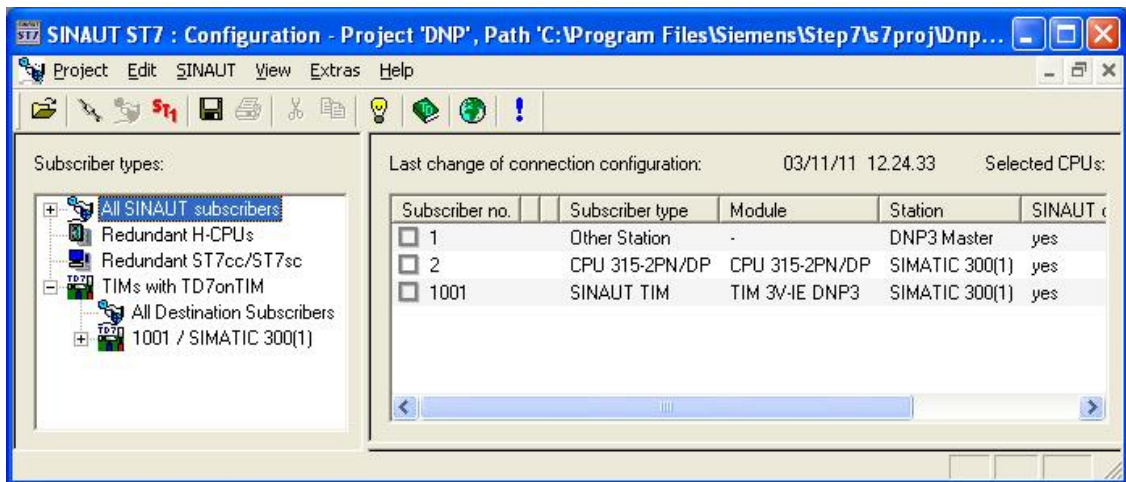 SINAUT ST7 : Configuration - Project 'DNP', Path 'C:\Program Files\Siemens\Step7\s7proj\Dnp...
Project Edit SINAUT View Extras Help
Subscriber types:
All SINAUT subscribers
Redundant H-CPUs
Redundant ST7cc/ST7sc
TIMs with TD7onTIM
All Destination Subscribers
1001 / SIMATIC 300(1)
Last change of connection configuration: 03/11/11 12.24.33 Selected CPUs:
Subscriber no. Subscriber type Module Station SINAUT
1 Other Station - DNP3 Master yes
2 CPU 315-2PN/DP CPU 315-2PN/DP SIMATIC 300(1) yes
1001 SINAUT TIM TIM 3V-IE DNP3 SIMATIC 300(1) yes